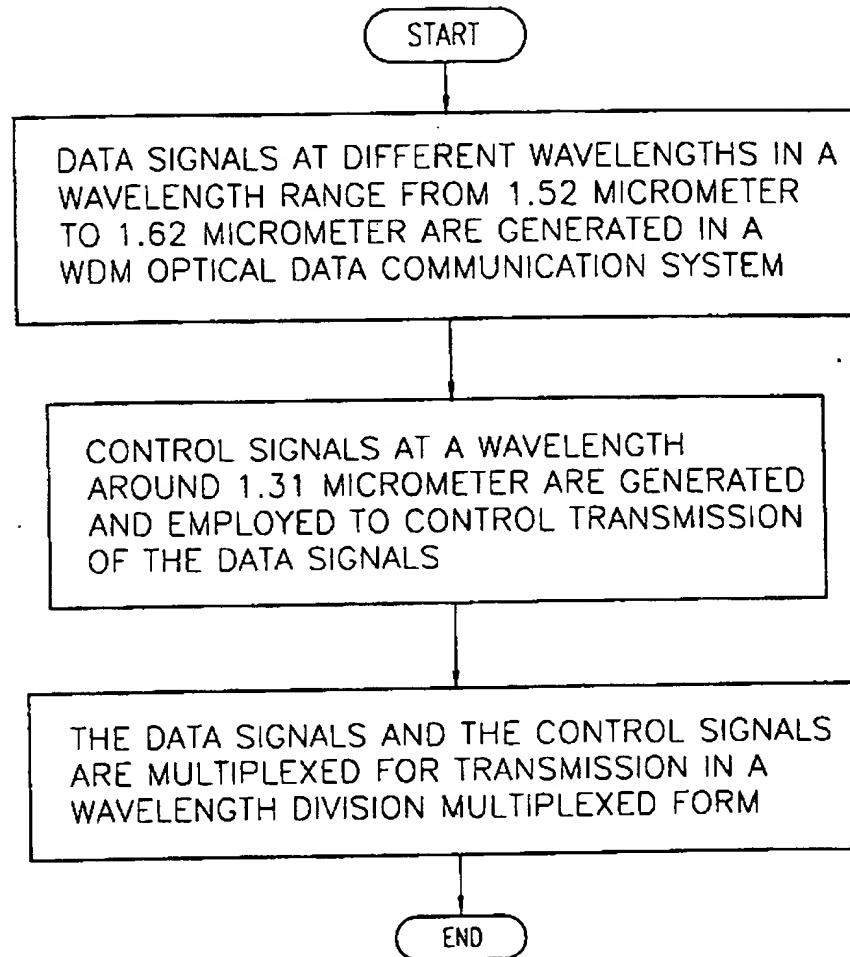 START
DATA SIGNALS AT DIFFERENT WAVELENGTHS IN A
WAVELENGTH RANGE FROM 1.52 MICROMETER
TO 1.62 MICROMETER ARE GENERATED IN A
WDM OPTICAL DATA COMMUNICATION SYSTEM
CONTROL SIGNALS AT A WAVELENGTH
AROUND 1.31 MICROMETER ARE GENERATED
AND EMPLOYED TO CONTROL TRANSMISSION
OF THE DATA SIGNALS
THE DATA SIGNALS AND THE CONTROL SIGNALS
ARE MULTIPLEXED FOR TRANSMISSION IN A
WAVELENGTH DIVISION MULTIPLEXED FORM
END